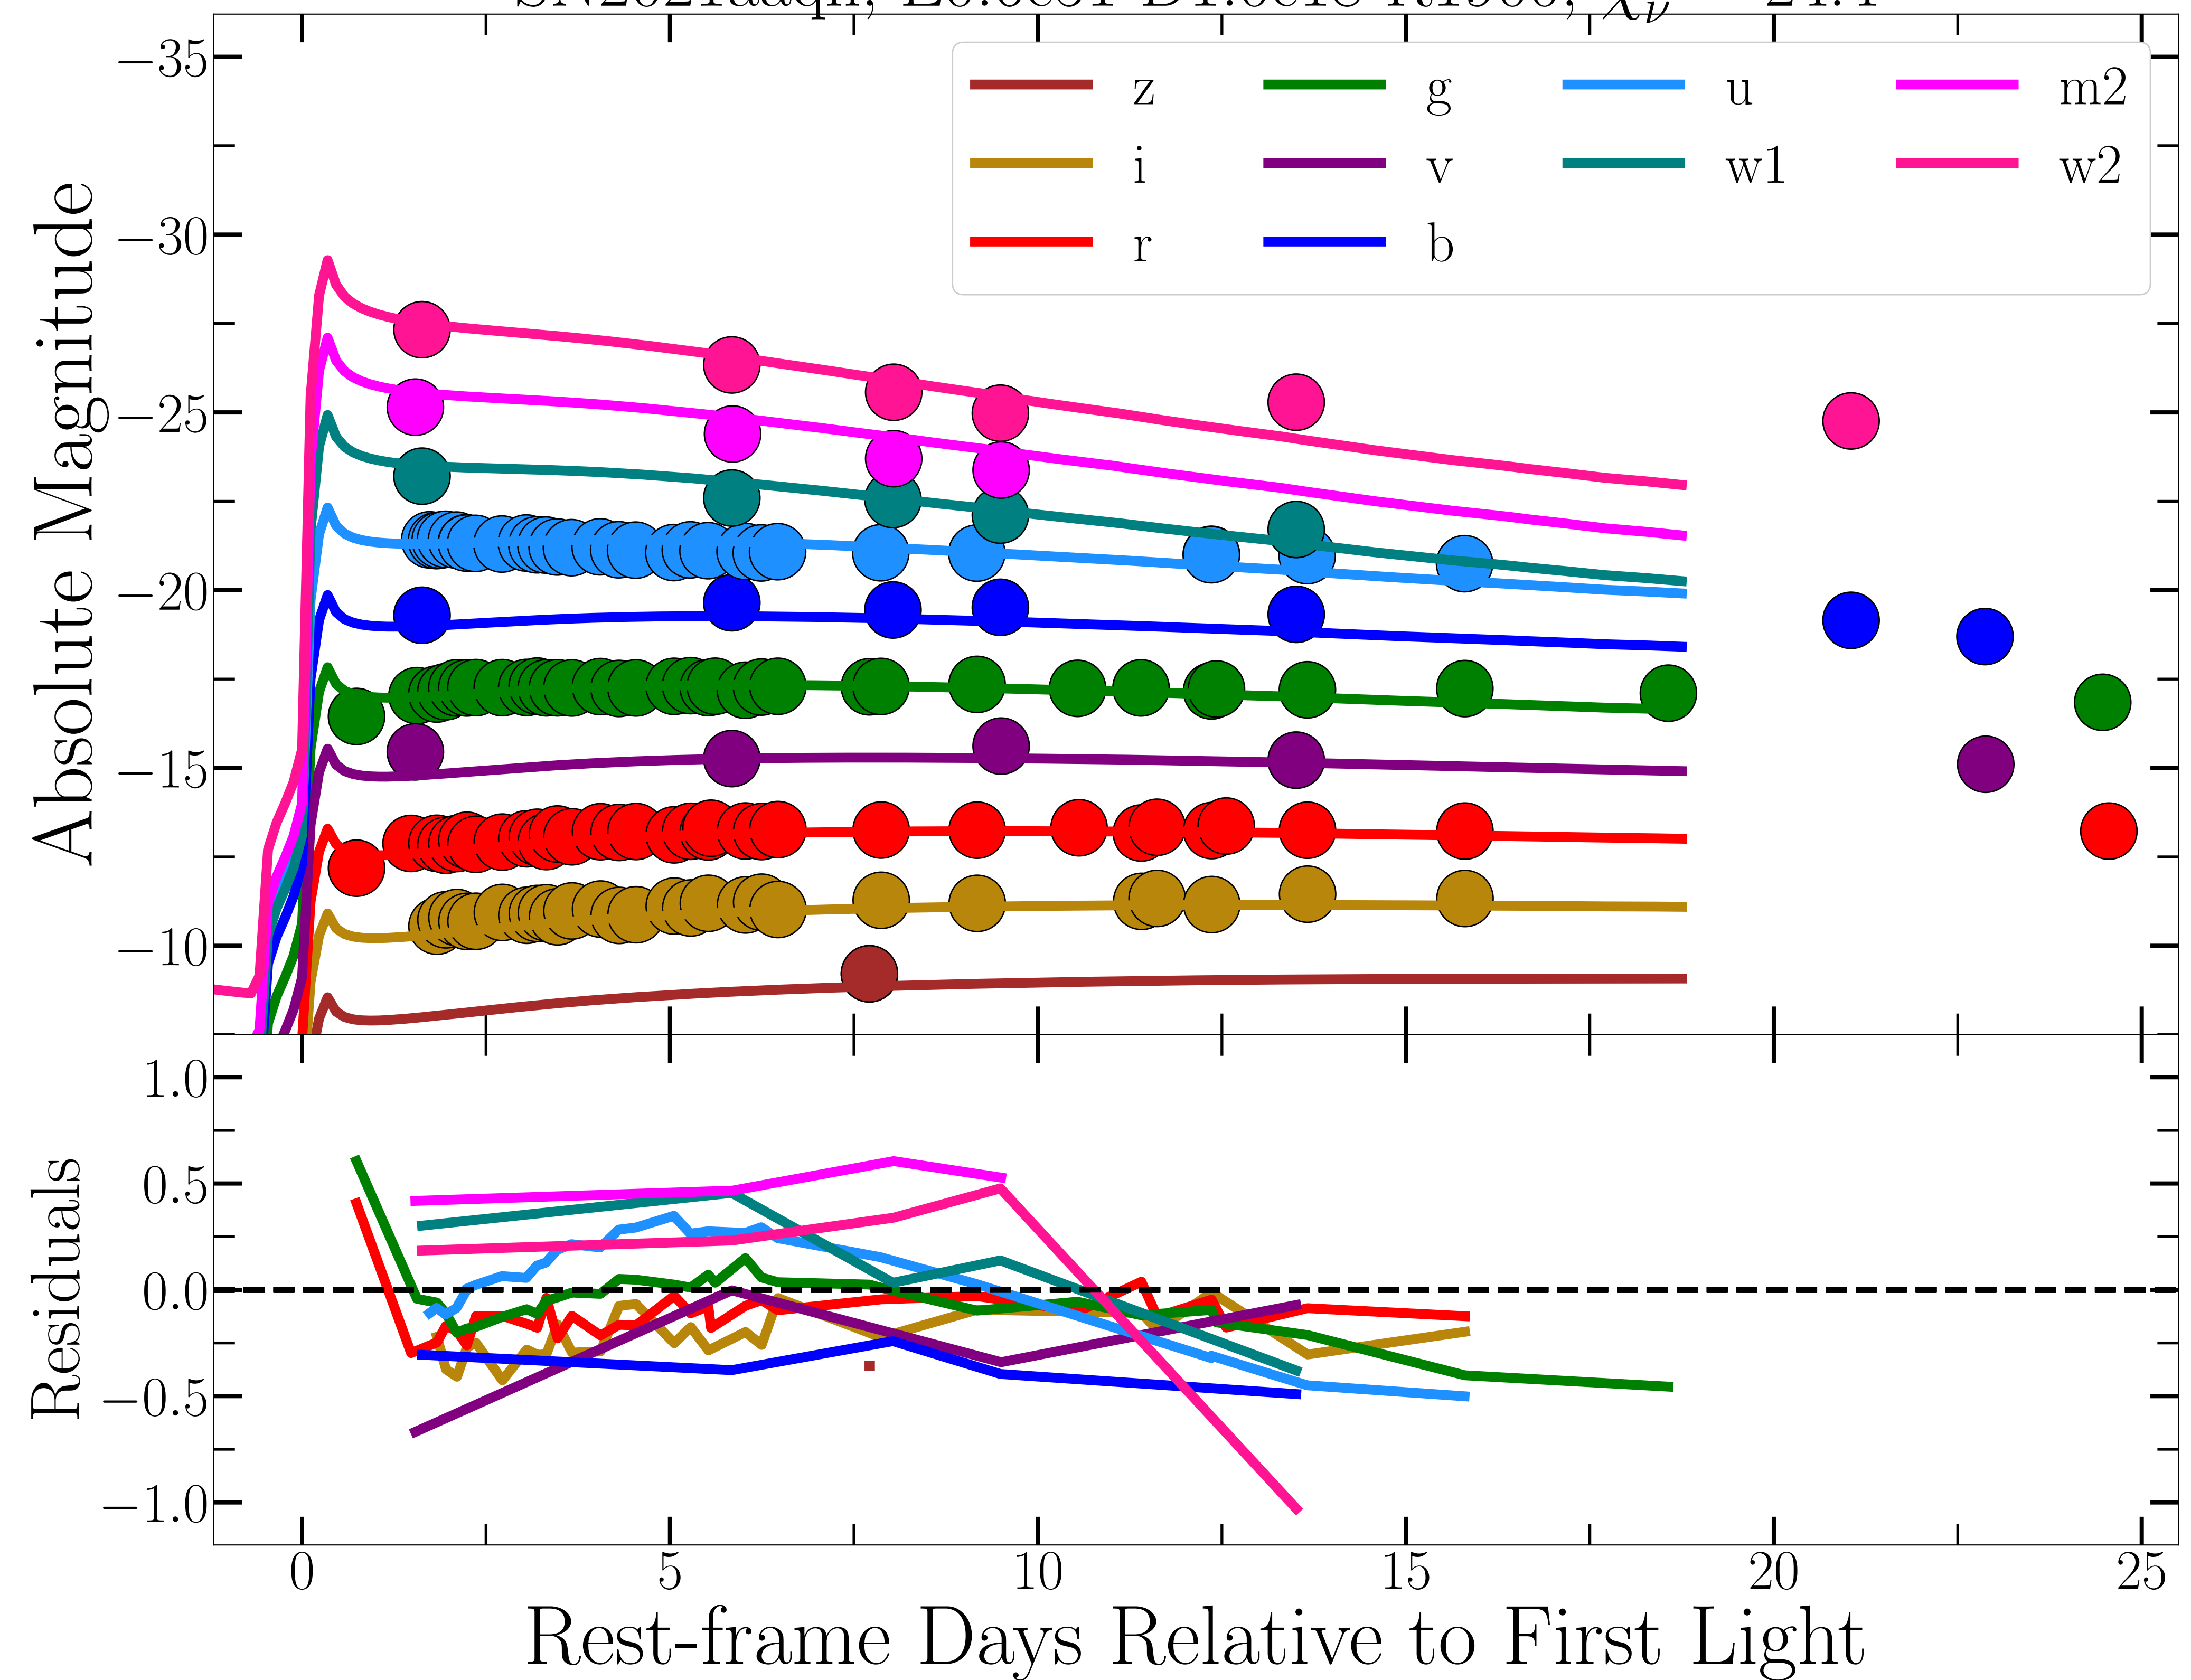 −35
−30
−25
−20
−15
−10
Absolute Magnitude
z g u m2
i v w1 w2
r b
1.0
0.5
0.0
−0.5
−1.0
Residuals
0 5 10 15 20 25
Rest-frame Days Relative to First Light